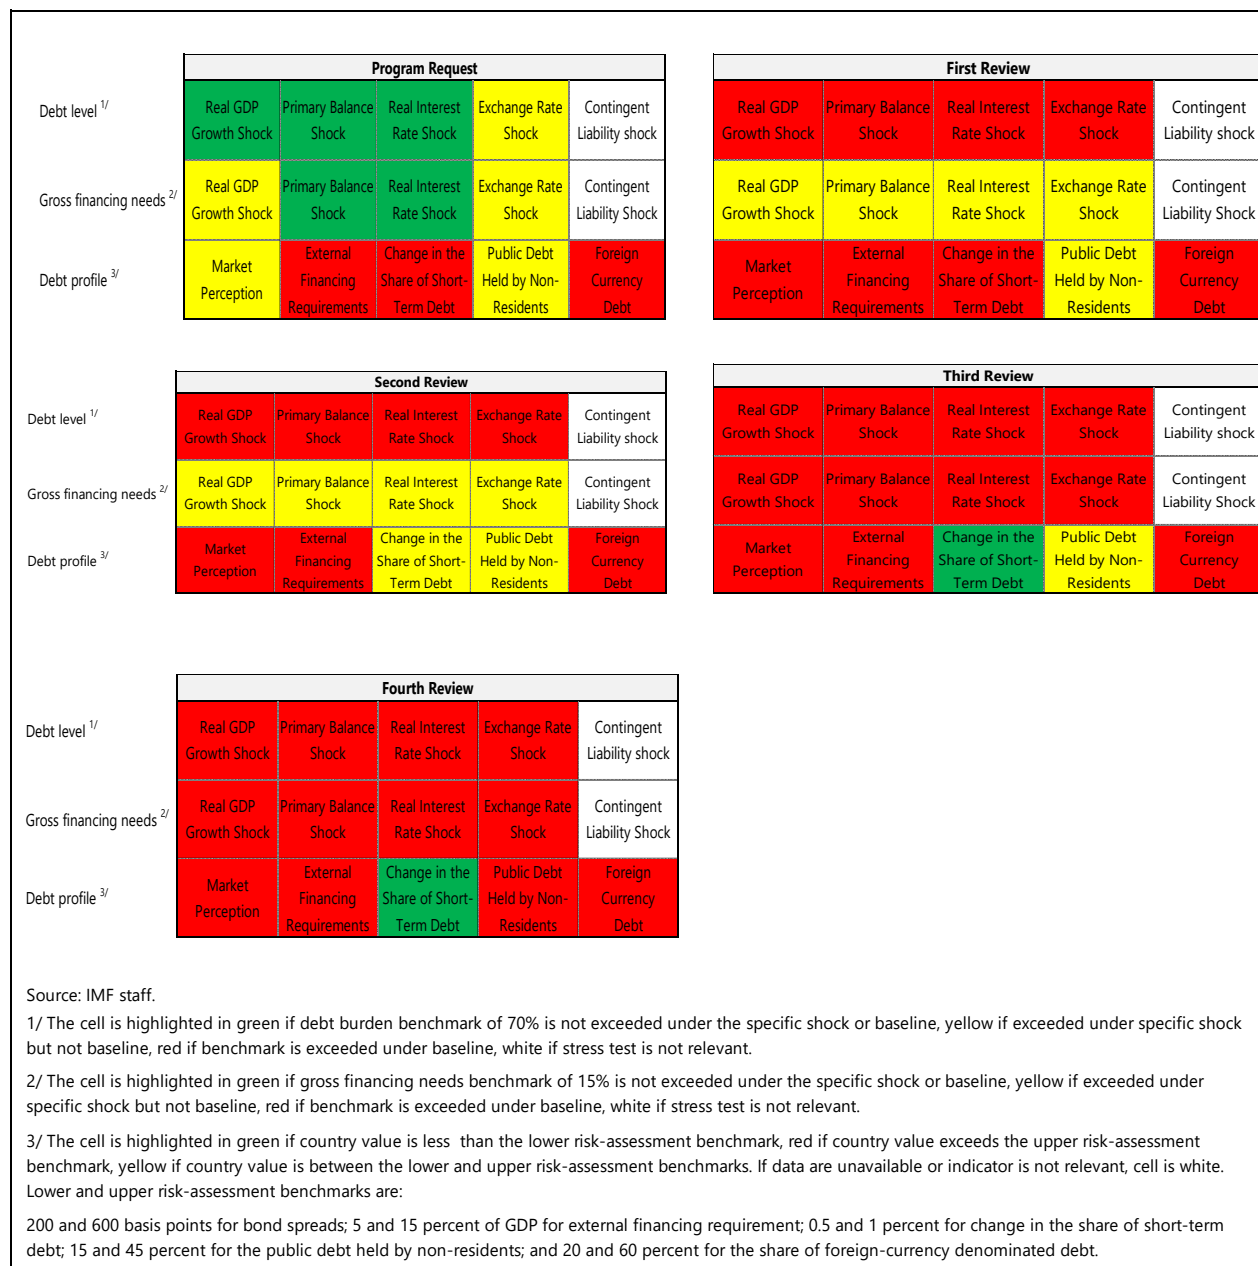 Program Request
Debt level 1/
Real GDP
Growth Shock
Primary Balance
Shock
Real Interest
Rate Shock
Exchange Rate
Shock
Contingent
Liability shock
Gross financing needs 2/
Real GDP
Growth Shock
Primary Balance
Shock
Real Interest
Rate Shock
Exchange Rate
Shock
Contingent
Liability Shock
Debt profile 3/
Market
Perception
External
Financing
Requirements
Change in the
Share of Short-
Term Debt
Public Debt
Held by Non-
Residents
Foreign
Currency
Debt
First Review
Real GDP
Growth Shock
Primary Balance
Shock
Real Interest
Rate Shock
Exchange Rate
Shock
Contingent
Liability shock
Real GDP
Growth Shock
Primary Balance
Shock
Real Interest
Rate Shock
Exchange Rate
Shock
Contingent
Liability Shock
Market
Perception
External
Financing
Requirements
Change in the
Share of Short-
Term Debt
Public Debt
Held by Non-
Residents
Foreign
Currency
Debt
Second Review
Debt level 1/
Real GDP
Growth Shock
Primary Balance
Shock
Real Interest
Rate Shock
Exchange Rate
Shock
Contingent
Liability shock
Gross financing needs 2/
Real GDP
Growth Shock
Primary Balance
Shock
Real Interest
Rate Shock
Exchange Rate
Shock
Contingent
Liability Shock
Debt profile 3/
Market
Perception
External
Financing
Requirements
Change in the
Share of Short-
Term Debt
Public Debt
Held by Non-
Residents
Foreign
Currency
Debt
Third Review
Real GDP
Growth Shock
Primary Balance
Shock
Real Interest
Rate Shock
Exchange Rate
Shock
Contingent
Liability shock
Real GDP
Growth Shock
Primary Balance
Shock
Real Interest
Rate Shock
Exchange Rate
Shock
Contingent
Liability Shock
Market
Perception
External
Financing
Requirements
Change in the
Share of Short-
Term Debt
Public Debt
Held by Non-
Residents
Foreign
Currency
Debt
Fourth Review
Debt level 1/
Real GDP
Growth Shock
Primary Balance
Shock
Real Interest
Rate Shock
Exchange Rate
Shock
Contingent
Liability shock
Gross financing needs 2/
Real GDP
Growth Shock
Primary Balance
Shock
Real Interest
Rate Shock
Exchange Rate
Shock
Contingent
Liability Shock
Debt profile 3/
Market
Perception
External
Financing
Requirements
Change in the
Share of Short-
Term Debt
Public Debt
Held by Non-
Residents
Foreign
Currency
Debt
Source: IMF staff.
1/ The cell is highlighted in green if debt burden benchmark of 70% is not exceeded under the specific shock or baseline, yellow if exceeded under specific shock
but not baseline, red if benchmark is exceeded under baseline, white if stress test is not relevant.
2/ The cell is highlighted in green if gross financing needs benchmark of 15% is not exceeded under the specific shock or baseline, yellow if exceeded under
specific shock but not baseline, red if benchmark is exceeded under baseline, white if stress test is not relevant.
3/ The cell is highlighted in green if country value is less than the lower risk-assessment benchmark, red if country value exceeds the upper risk-assessment
benchmark, yellow if country value is between the lower and upper risk-assessment benchmarks. If data are unavailable or indicator is not relevant, cell is white.
Lower and upper risk-assessment benchmarks are:
200 and 600 basis points for bond spreads; 5 and 15 percent of GDP for external financing requirement; 0.5 and 1 percent for change in the share of short-term
debt; 15 and 45 percent for the public debt held by non-residents; and 20 and 60 percent for the share of foreign-currency denominated debt.